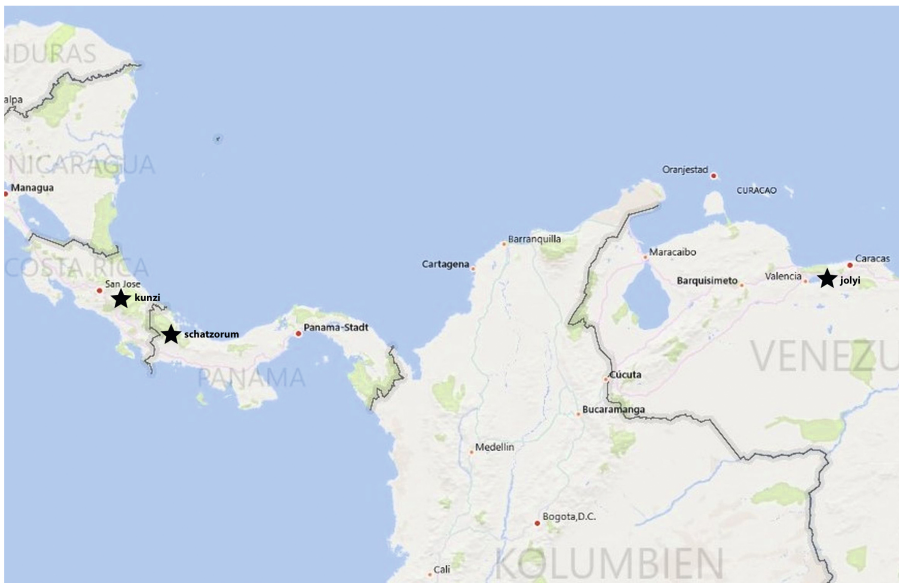 NDURAS
alpa
NICARAGUA
Managua
Oranjestad
CURACAO
Barranquilla
Maracaibo
Cartagena
Caracas
COSTA RICA
San Jose
Valencia
jolyi
Barquisimeto
kunzi
schatzorum
Panama-Stadt
VENEZU
PANAMA
Cúcuta
Bucaramanga
Medellin
Bogota,D.C.
KOLUMBIEN
Cali